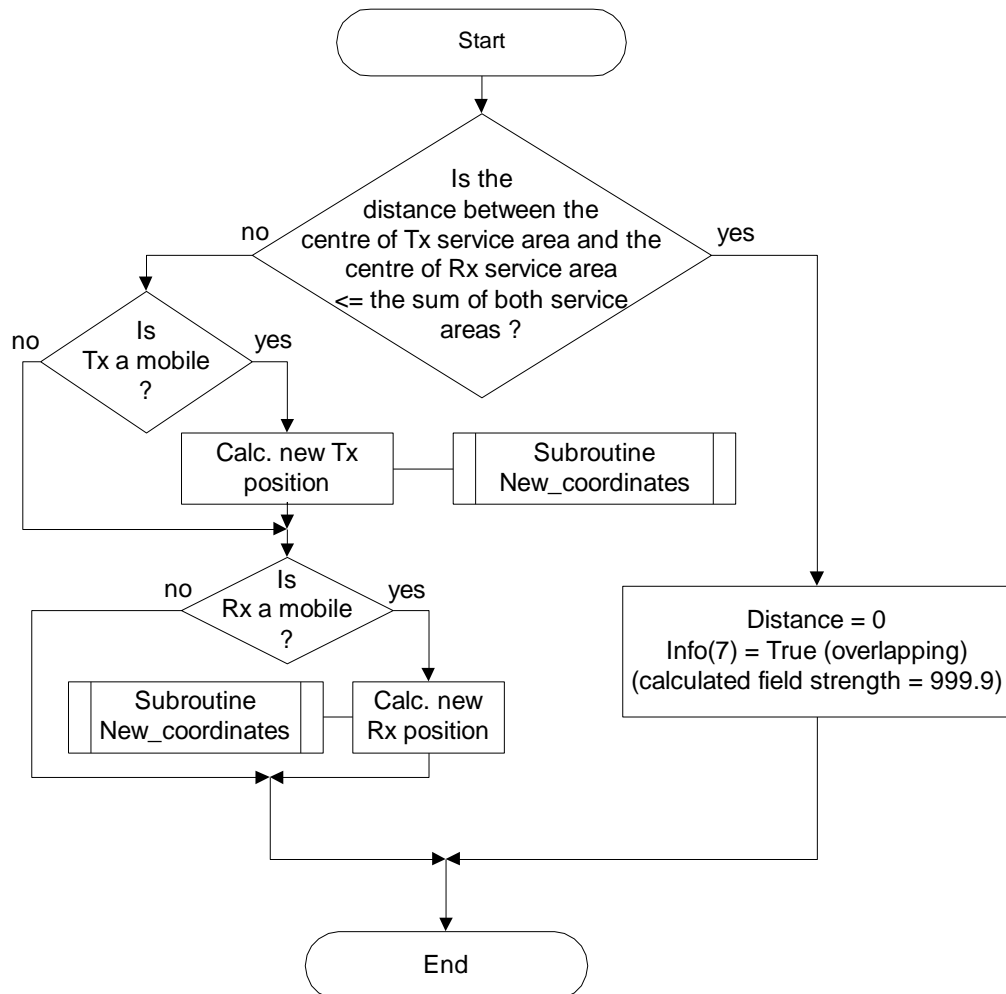 Start
Is the
distance between the
centre of Tx service area and the
centre of Rx service area
<= the sum of both service
areas ?
no
yes
Is
Tx a mobile
?
no
yes
Calc. new Tx
position
Subroutine
New_coordinates
Is
Rx a mobile
?
no
yes
Subroutine
New_coordinates
Calc. new
Rx position
Distance = 0
Info(7) = True (overlapping)
(calculated field strength = 999.9)
End